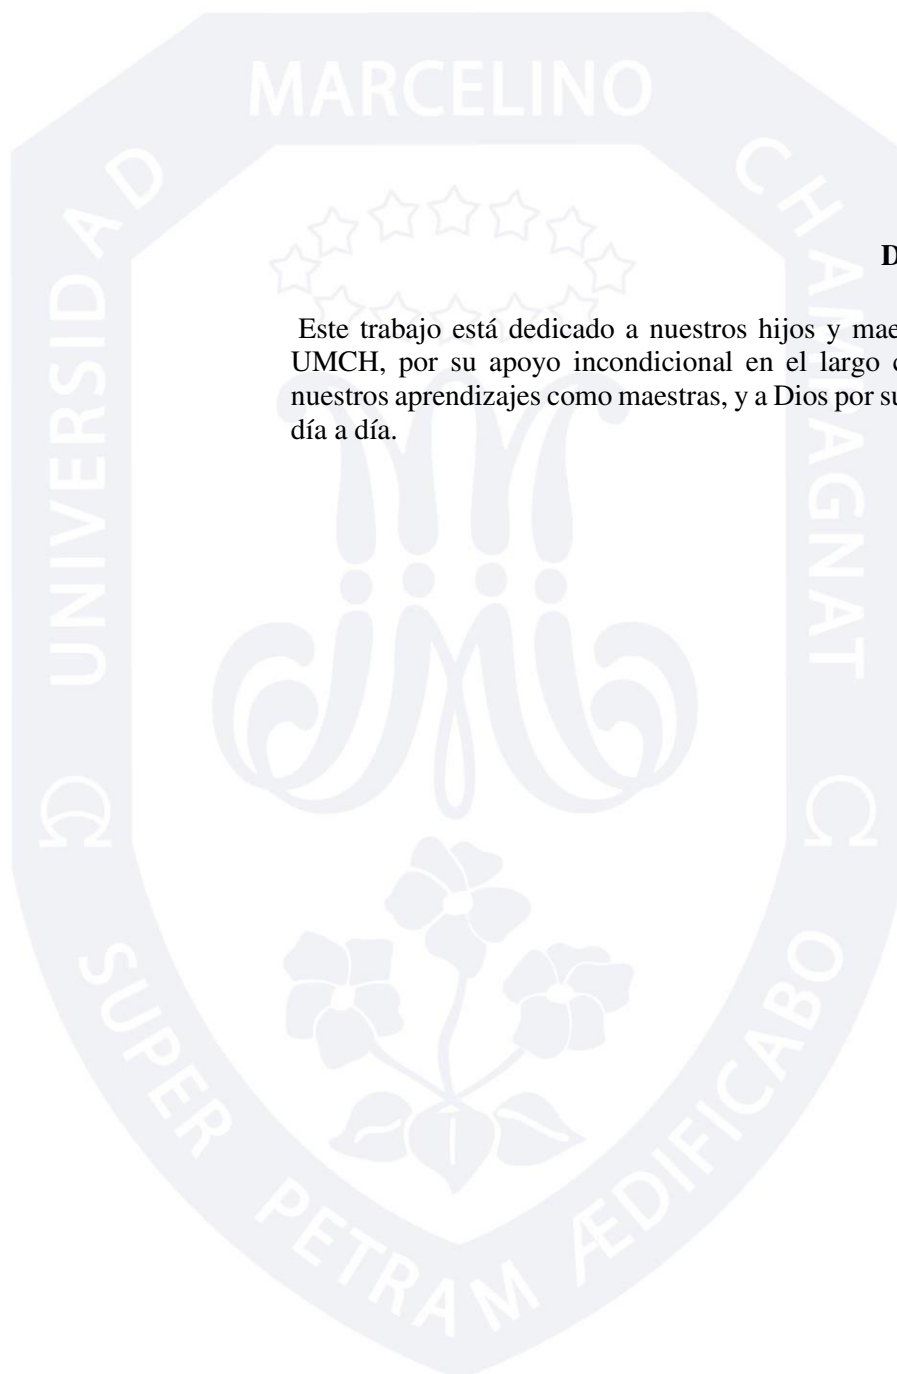 MARCELINO
UNIVERSIDAD
CHAMPAGNAT
D
Este trabajo está dedicado a nuestros hijos y mae
UMCH, por su apoyo incondicional en el largo
nuestros aprendizajes como maestras, y a Dios por su
día a día.
SUPER PETRAM ÆDIFICABO